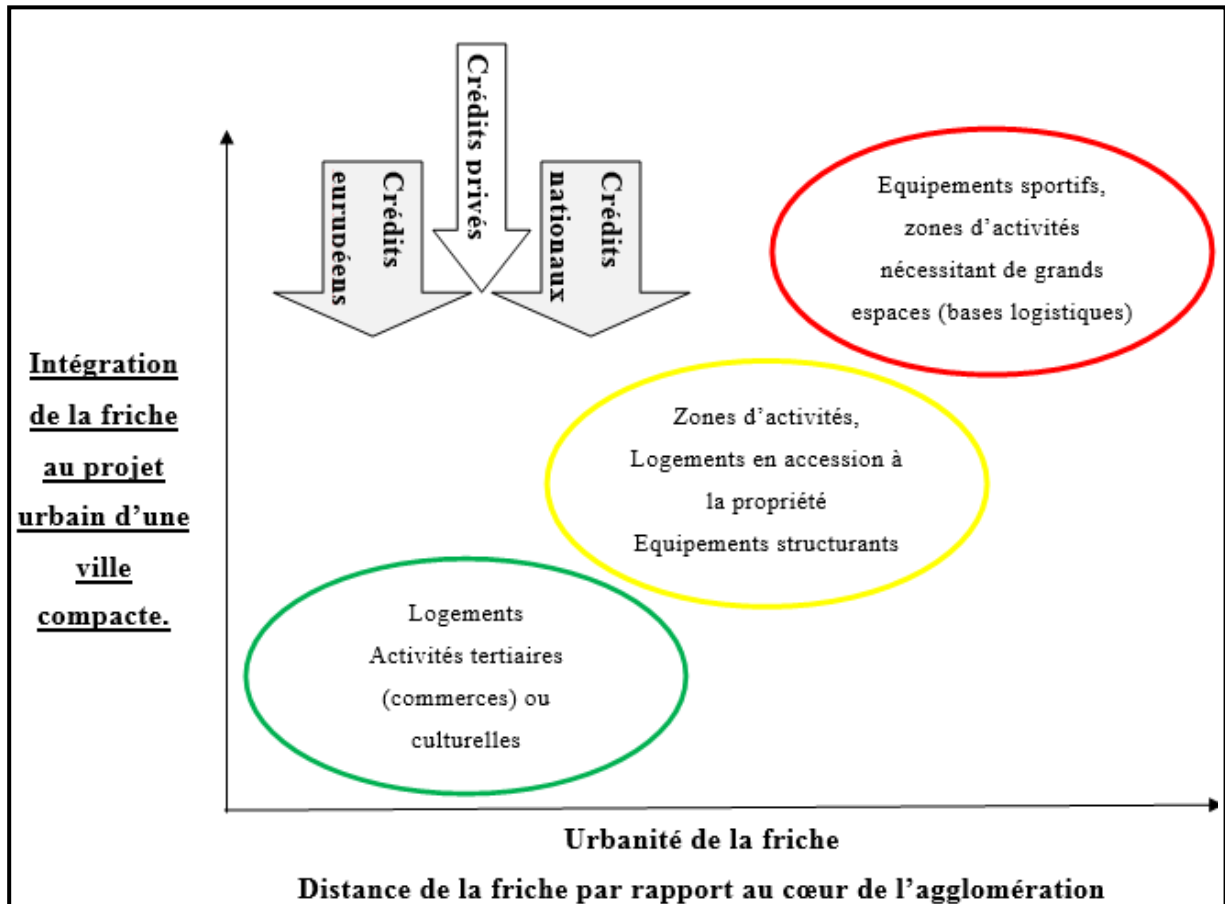 Crédits privés
Crédits
eurupéens
Crédits
nationaux
Equipements sportifs,
zones d’activités
nécessitant de grands
espaces (bases logistiques)
Intégration
de la friche
au projet
urbain d’une
ville
compacte.
Zones d’activités,
Logements en accession à
la propriété
Equipements structurants
Logements
Activités tertiaires
(commerces) ou
culturelles
Urbanité de la friche
Distance de la friche par rapport au cœur de l’agglomération